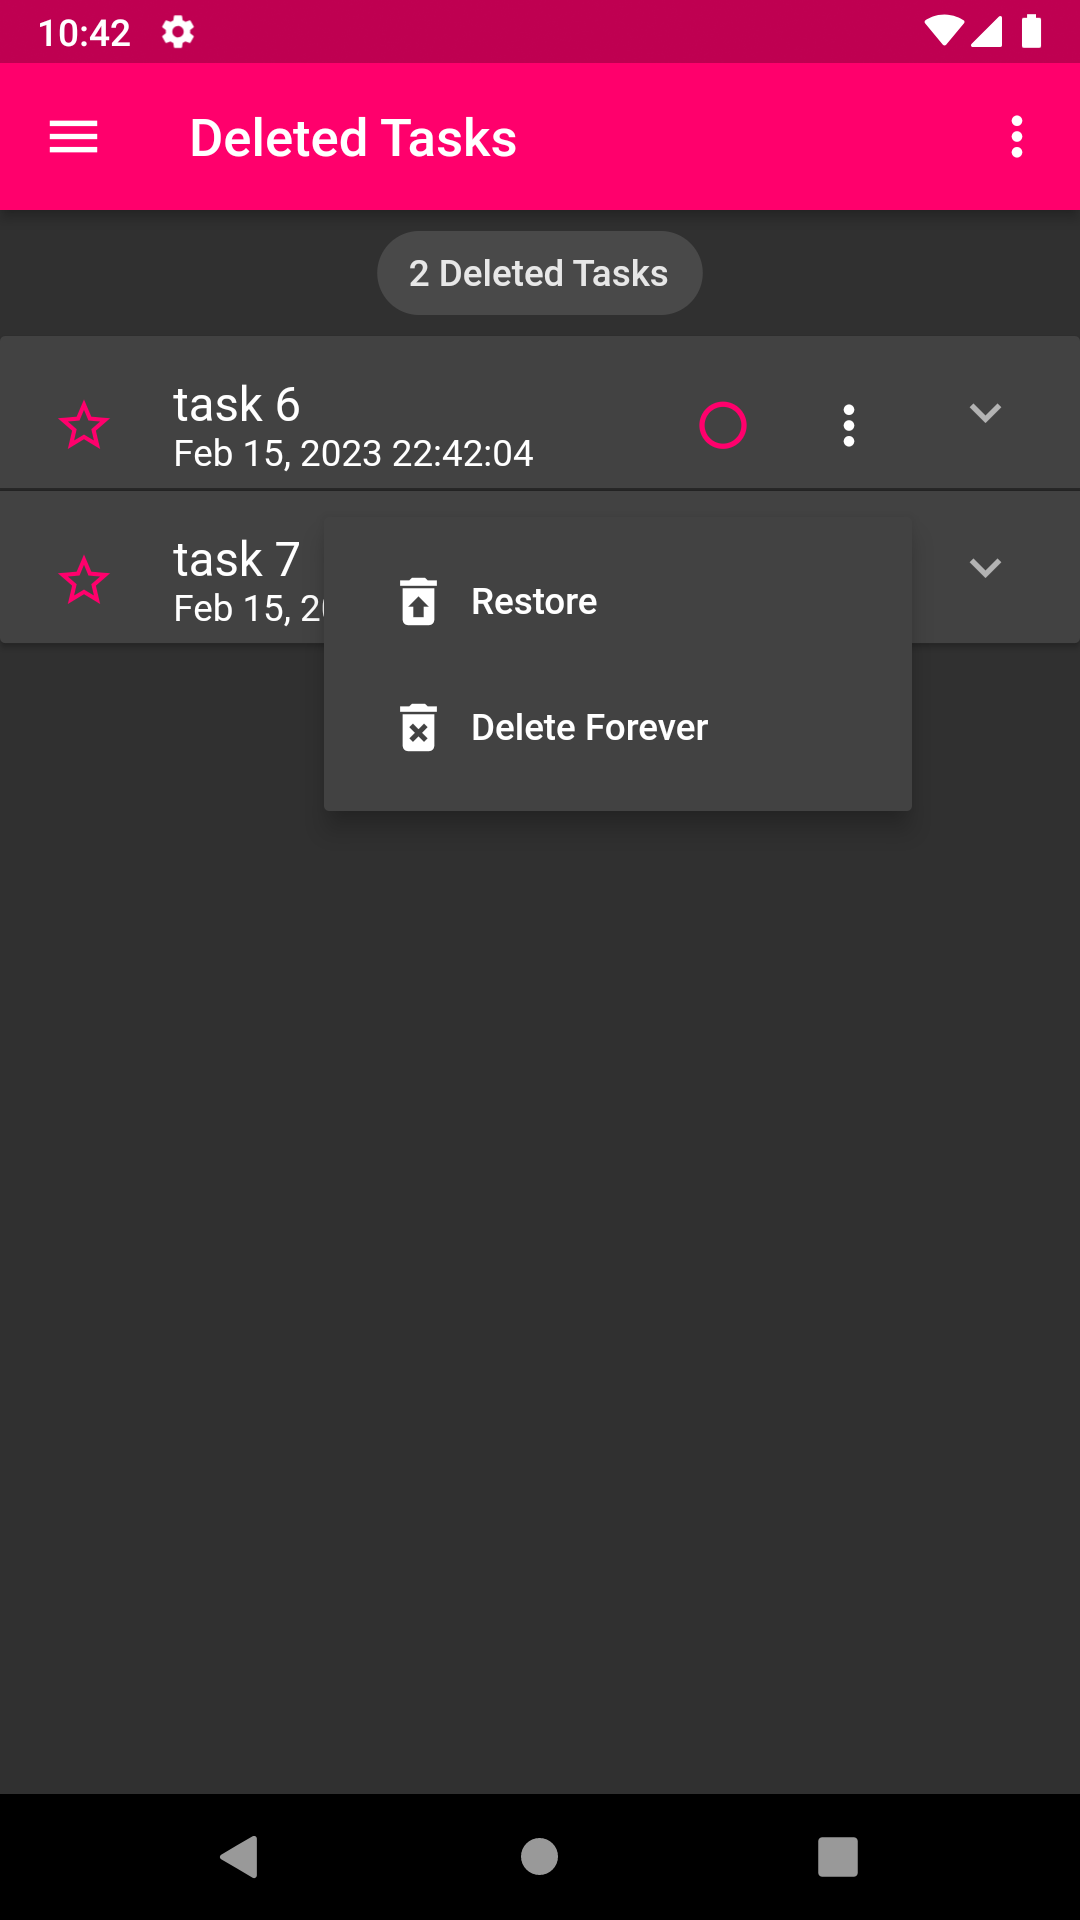 10:42
Deleted Tasks
2 Deleted Tasks
task 6
Feb 15, 2023 22:42:04
task 7
Feb 15, 20
Restore
Delete Forever